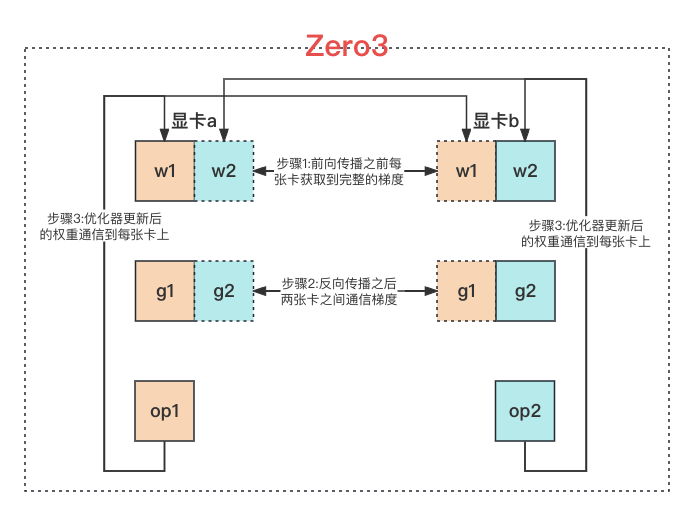 Zero3
显卡a
显卡b
w1
w2
步骤1:前向传播之前每
张卡获取到完整的梯度
w1
w2
步骤3:优化器更新后
的权重通信到每张卡上
步骤3:优化器更新后
的权重通信到每张卡上
g1
g2
步骤2:反向传播之后
两张卡之间通信梯度
g1
g2
op1
op2